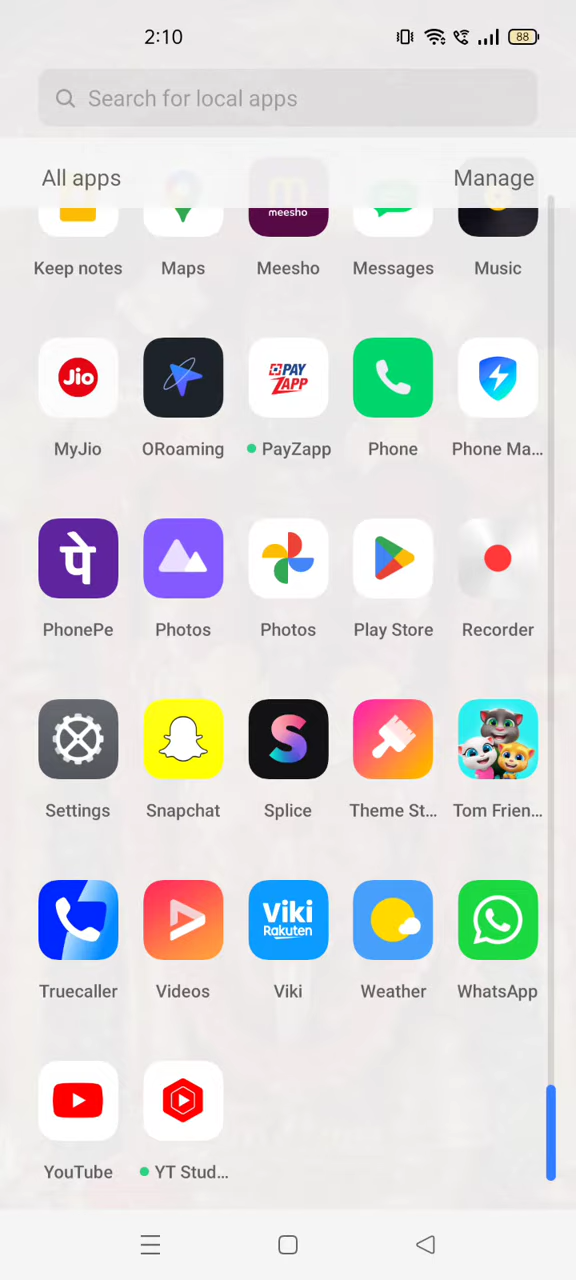 2:10
88
Search for local apps
All apps
Manage
meesho
Keep notes
Maps
Meesho
Messages
Music
Jio
PAY
ZAPP
MyJio
ORoaming
PayZapp
Phone
Phone Ma...
पे
PhonePe
Photos
Photos
Play Store
Recorder
S
Settings
Snapchat
Splice
Theme St...
Tom Frien...
Viki
Rakuten
Truecaller
Videos
Viki
Weather
WhatsApp
YouTube
YT Stud...